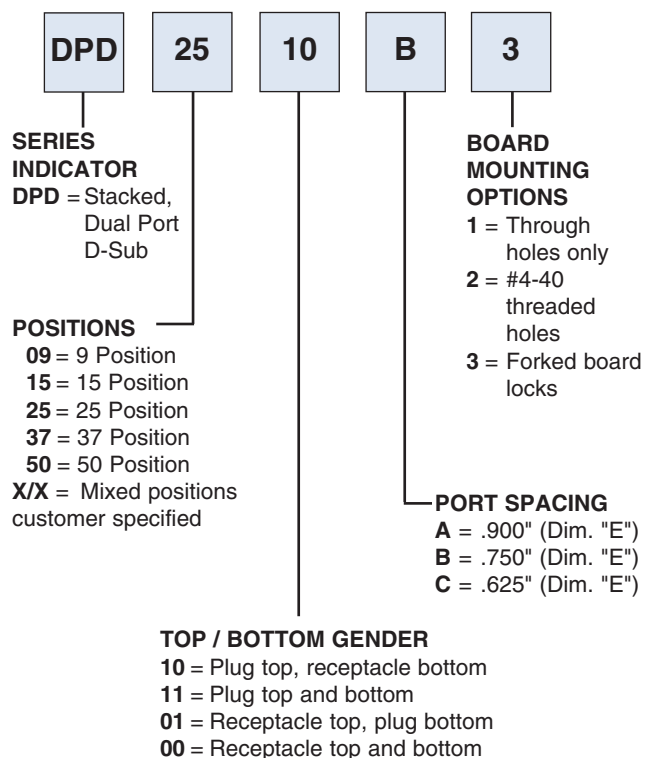 DPD 25 10 B 3
SERIES
INDICATOR
DPD = Stacked,
Dual Port
D-Sub
POSITIONS
09 = 9 Position
15 = 15 Position
25 = 25 Position
37 = 37 Position
50 = 50 Position
X/X = Mixed positions
customer specified
TOP / BOTTOM GENDER
10 = Plug top, receptacle bottom
11 = Plug top and bottom
01 = Receptacle top, plug bottom
00 = Receptacle top and bottom
PORT SPACING
A = .900" (Dim. "E")
B = .750" (Dim. "E")
C = .625" (Dim. "E")
BOARD
MOUNTING
OPTIONS
1 = Through
holes only
2 = #4-40
threaded
holes
3 = Forked board
locks